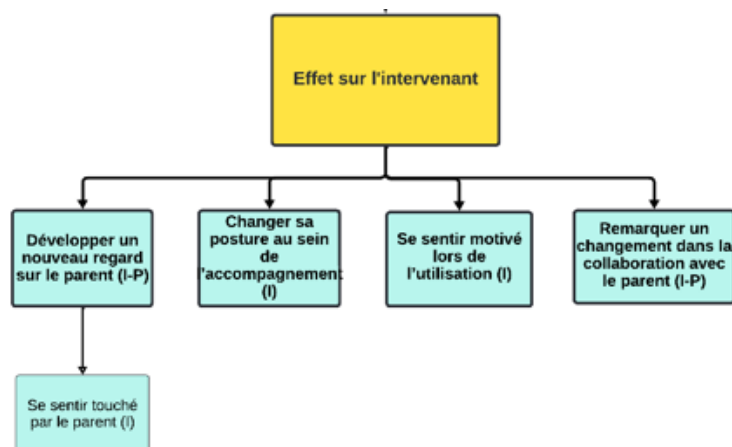 Effet sur l'intervenant
Développer un
nouveau regard
sur le parent (I-P)
Changer sa
posture au sein
de
l'accompagnement
(I)
Se sentir motivé
lors de
l'utilisation (I)
Remarquer un
changement dans la
collaboration avec
le parent (I-P)
Se sentir touché
par le parent (I)